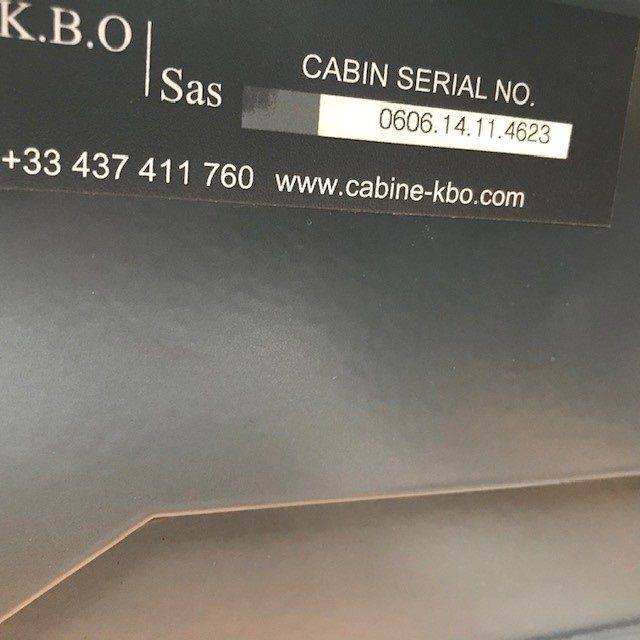 K.B.O
Sas
CABIN SERIAL NO.
0606.14.11.4623
+33 437 411 760 www.cabine-kbo.com